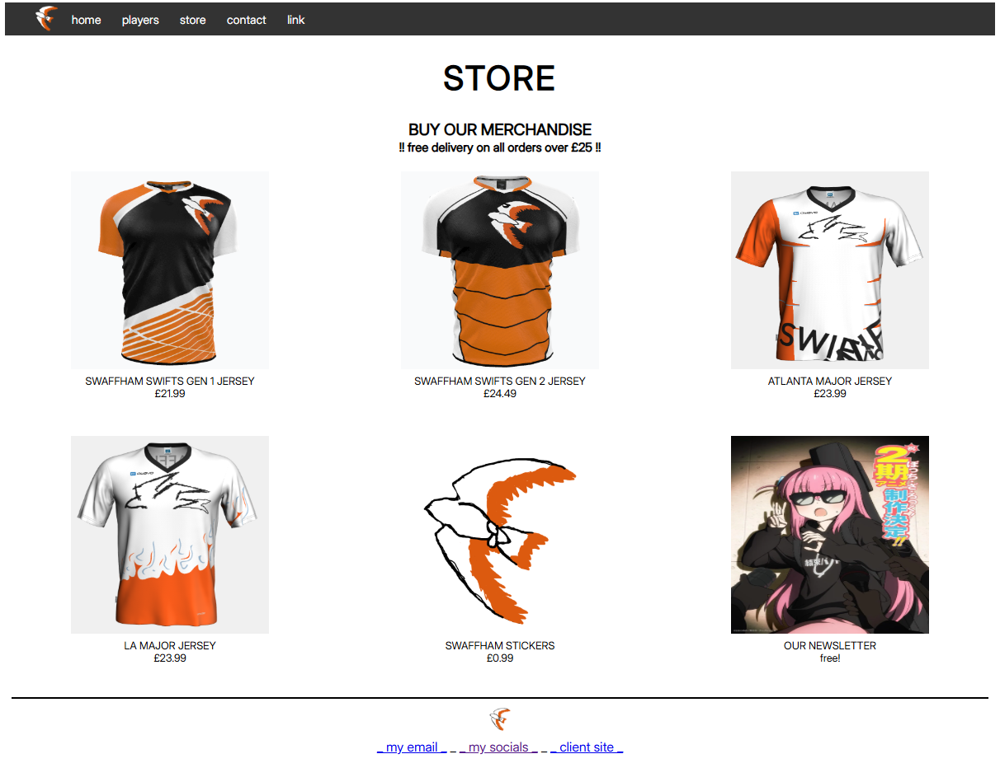 home players store contact link
STORE
BUY OUR MERCHANDISE
!! free delivery on all orders over £25 !!
SWAFFHAM SWIFTS GEN 1 JERSEY
£21.99
SWAFFHAM SWIFTS GEN 2 JERSEY
£24.49
SWIF
ATLANTA MAJOR JERSEY
£23.99
LA MAJOR JERSEY
£23.99
SWAFFHAM STICKERS
£0.99
2期
アニメ
制作決定!!
OUR NEWSLETTER
free!
_ my email _ _ _ my socials _ _ _ client site _